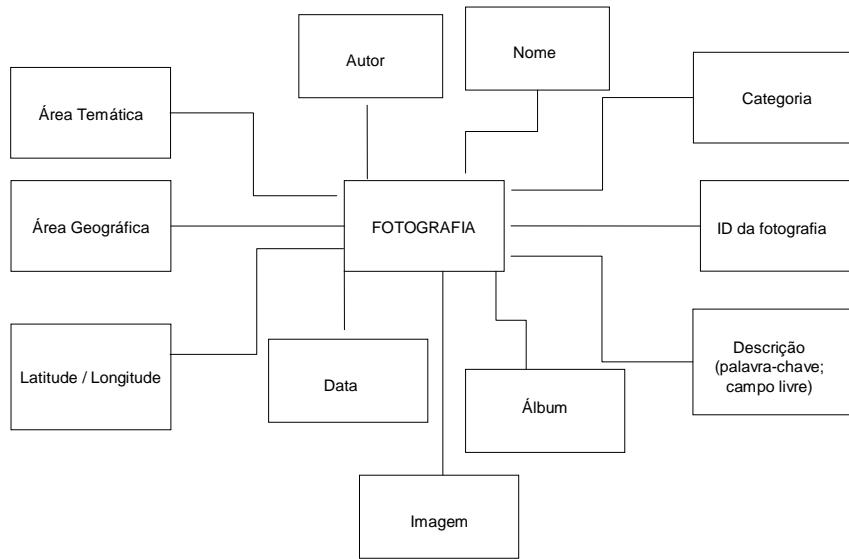 Nome
Autor
Categoria
Área Temática
Área Geográfica
FOTOGRAFIA
ID da fotografia
Latitude / Longitude
Data
Álbum
Descrição
(palavra-chave;
campo livre)
Imagem